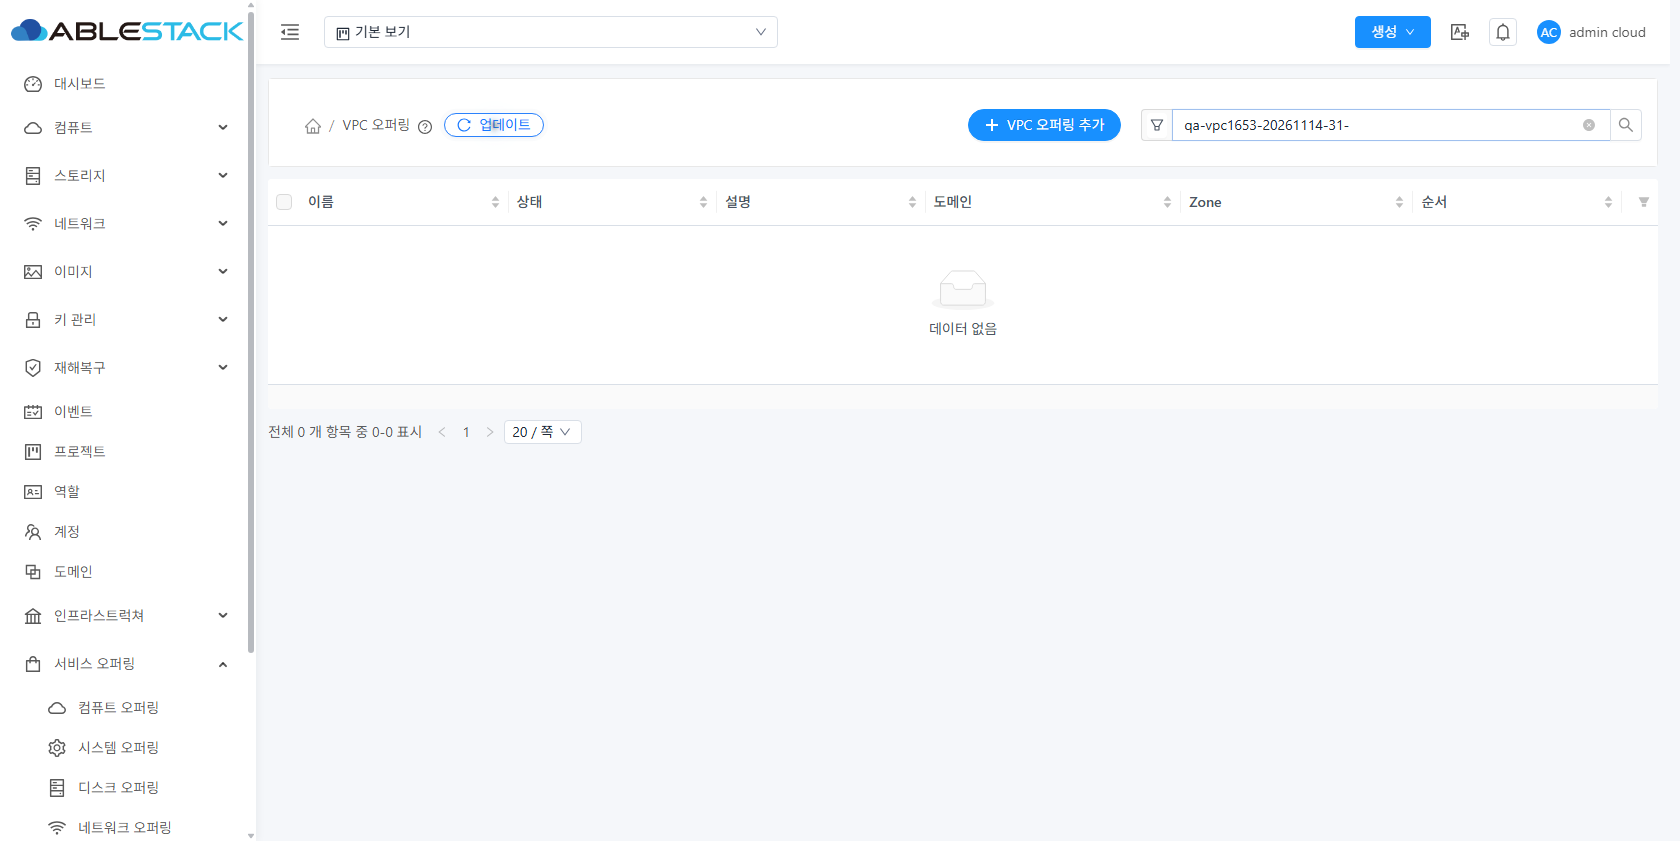 ABLESTACK
기본 보기
생성
AC
admin cloud
대시보드
컴퓨트
스토리지
네트워크
이미지
키 관리
재해복구
이벤트
프로젝트
역할
계정
도메인
인프라스트럭쳐
서비스 오퍼링
컴퓨트 오퍼링
시스템 오퍼링
디스크 오퍼링
네트워크 오퍼링
/ VPC 오퍼링
업데이트
VPC 오퍼링 추가
qa-vpc1653-20261114-31-
이름 상태 설명 도메인 Zone 순서
데이터 없음
전체 0 개 항목 중 0-0 표시 < 1 > 20 / 쪽